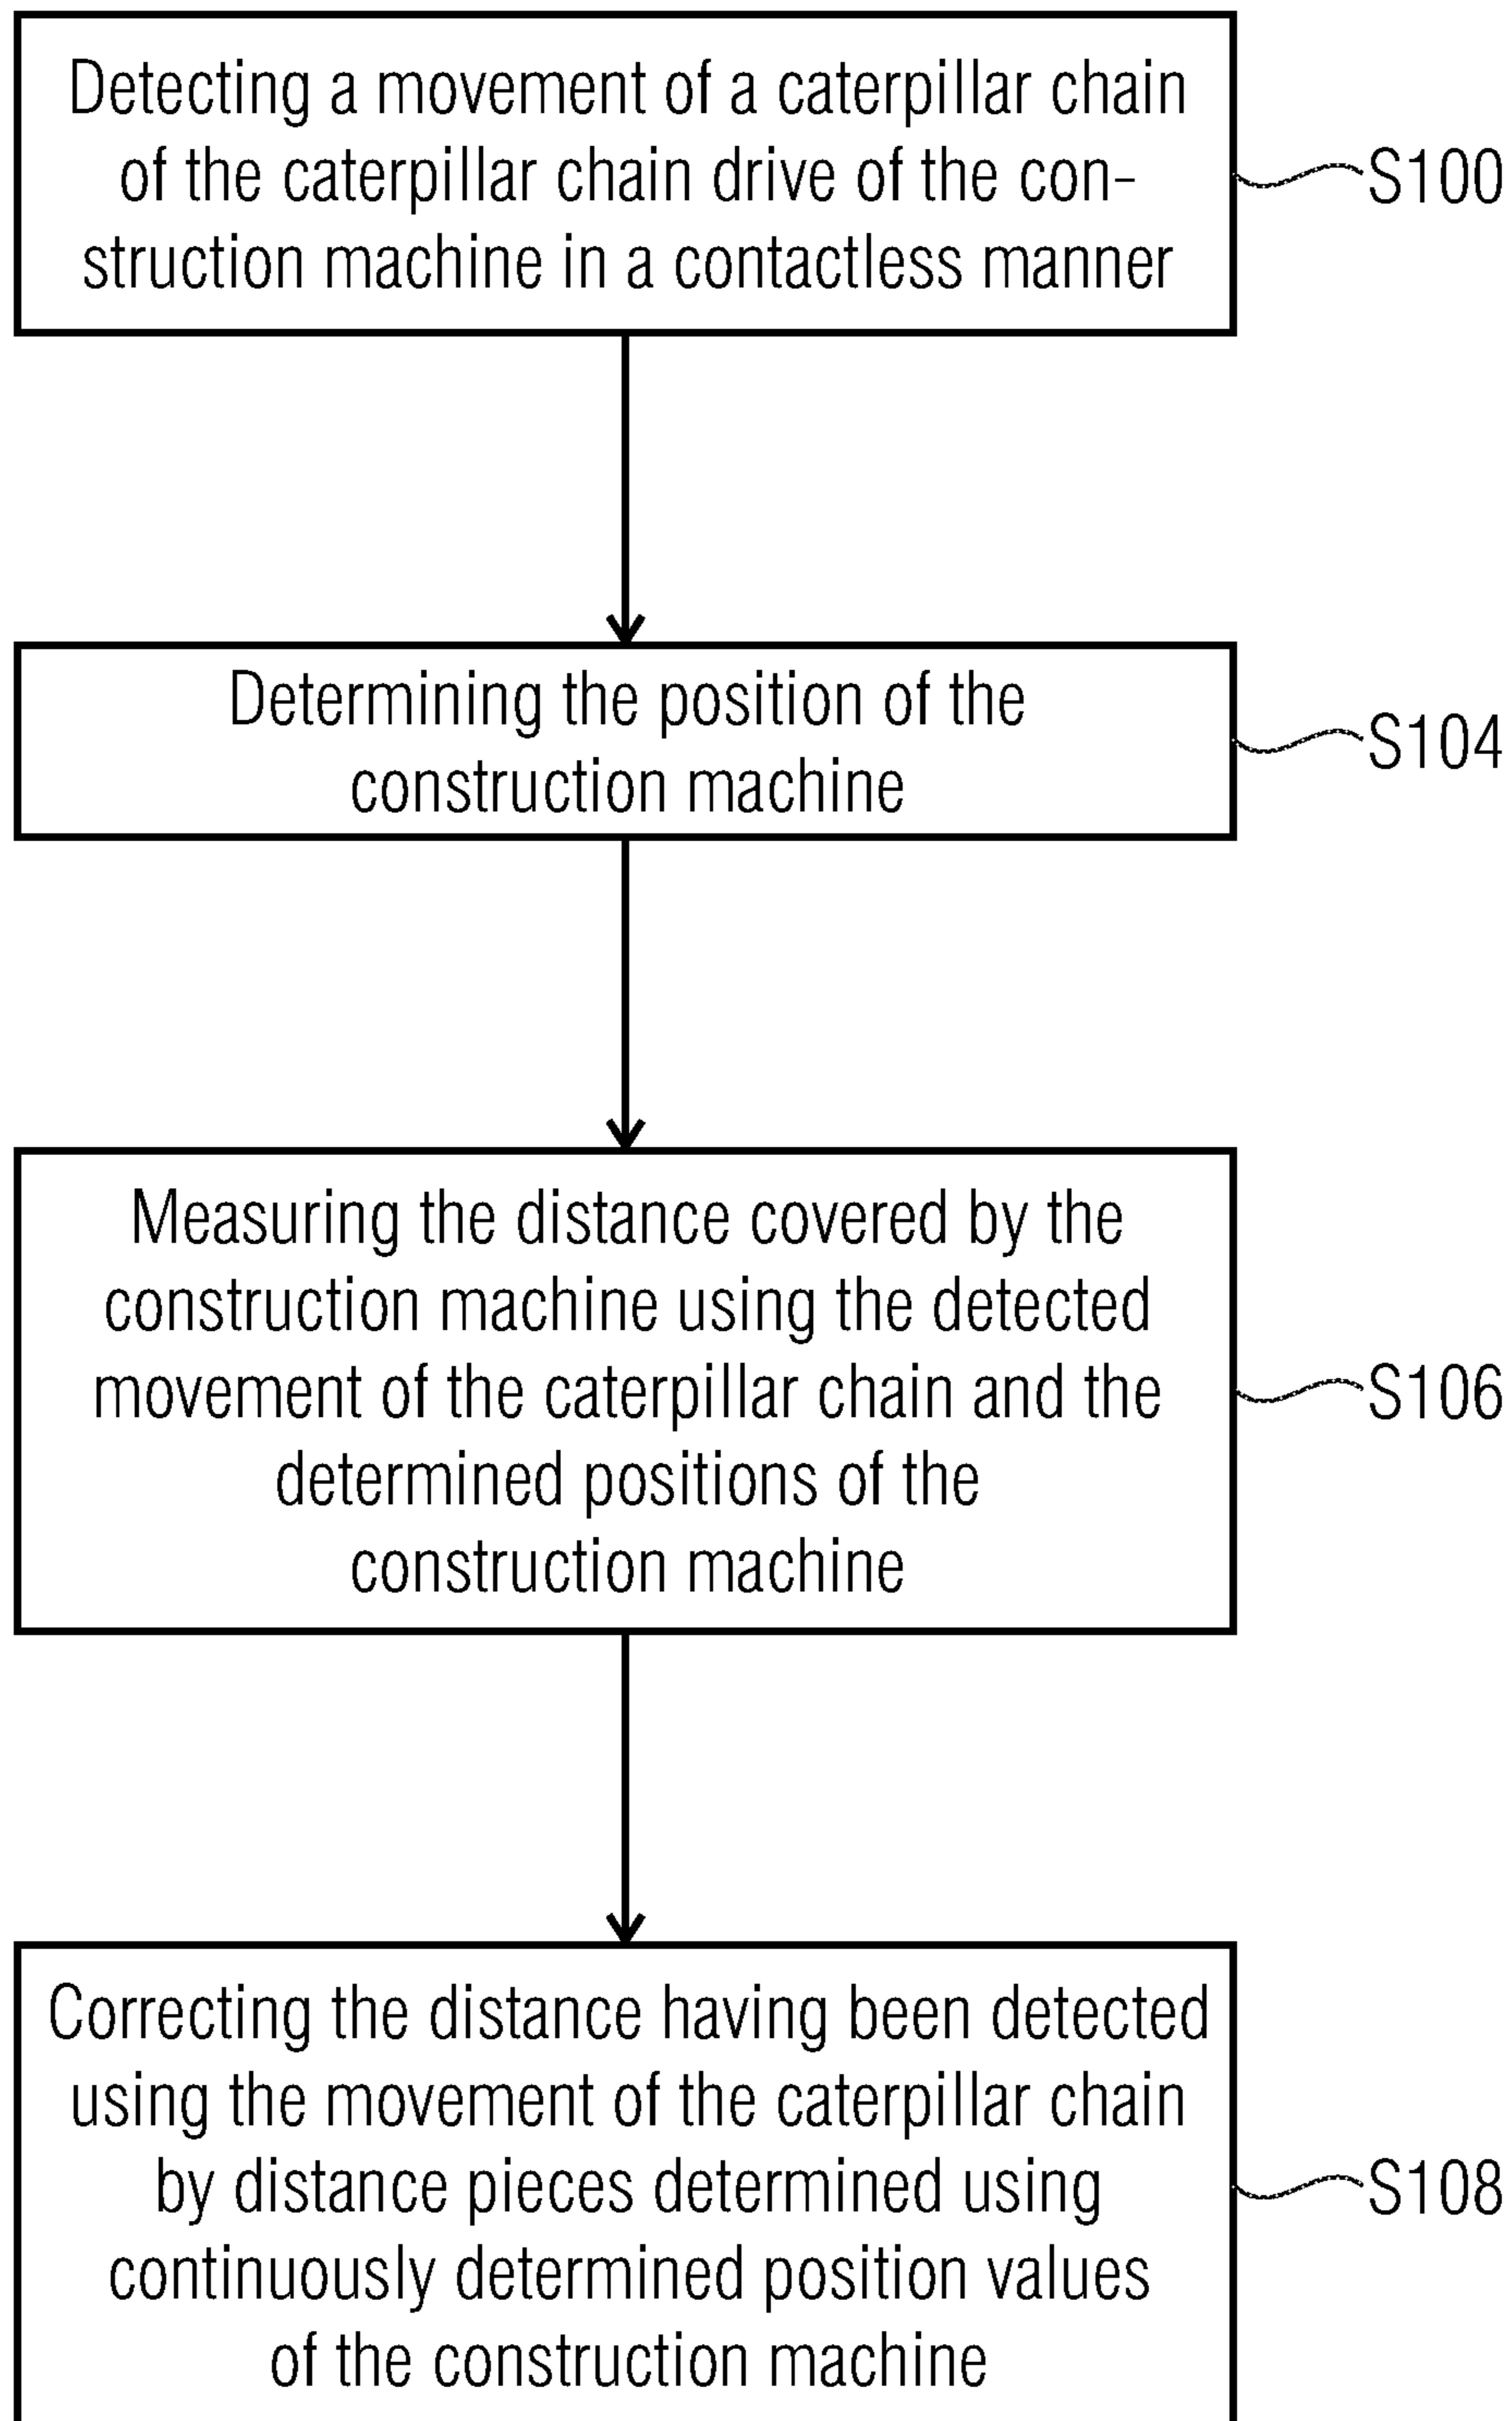 Detecting a movement of a caterpillar chain
of the caterpillar chain drive of the con-
struction machine in a contactless manner
S100
Determining the position of the
construction machine
S104
Measuring the distance covered by the
construction machine using the detected
movement of the caterpillar chain and the
determined positions of the
construction machine
S106
Correcting the distance having been detected
using the movement of the caterpillar chain
by distance pieces determined using
continuously determined position values
of the construction machine
S108